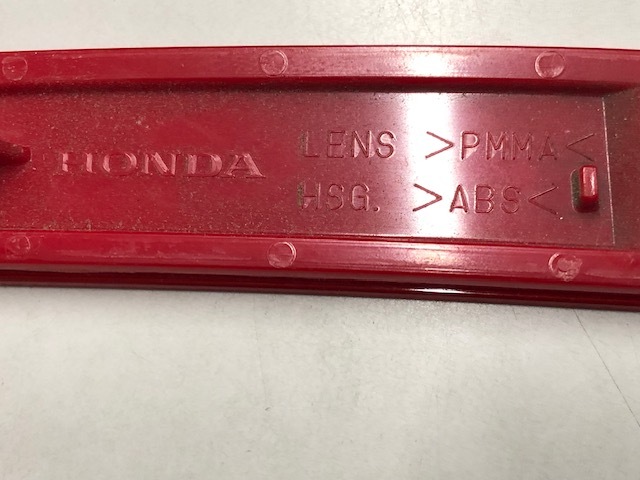 HONDA
LENS >PMMA<
HSG. >ABS<